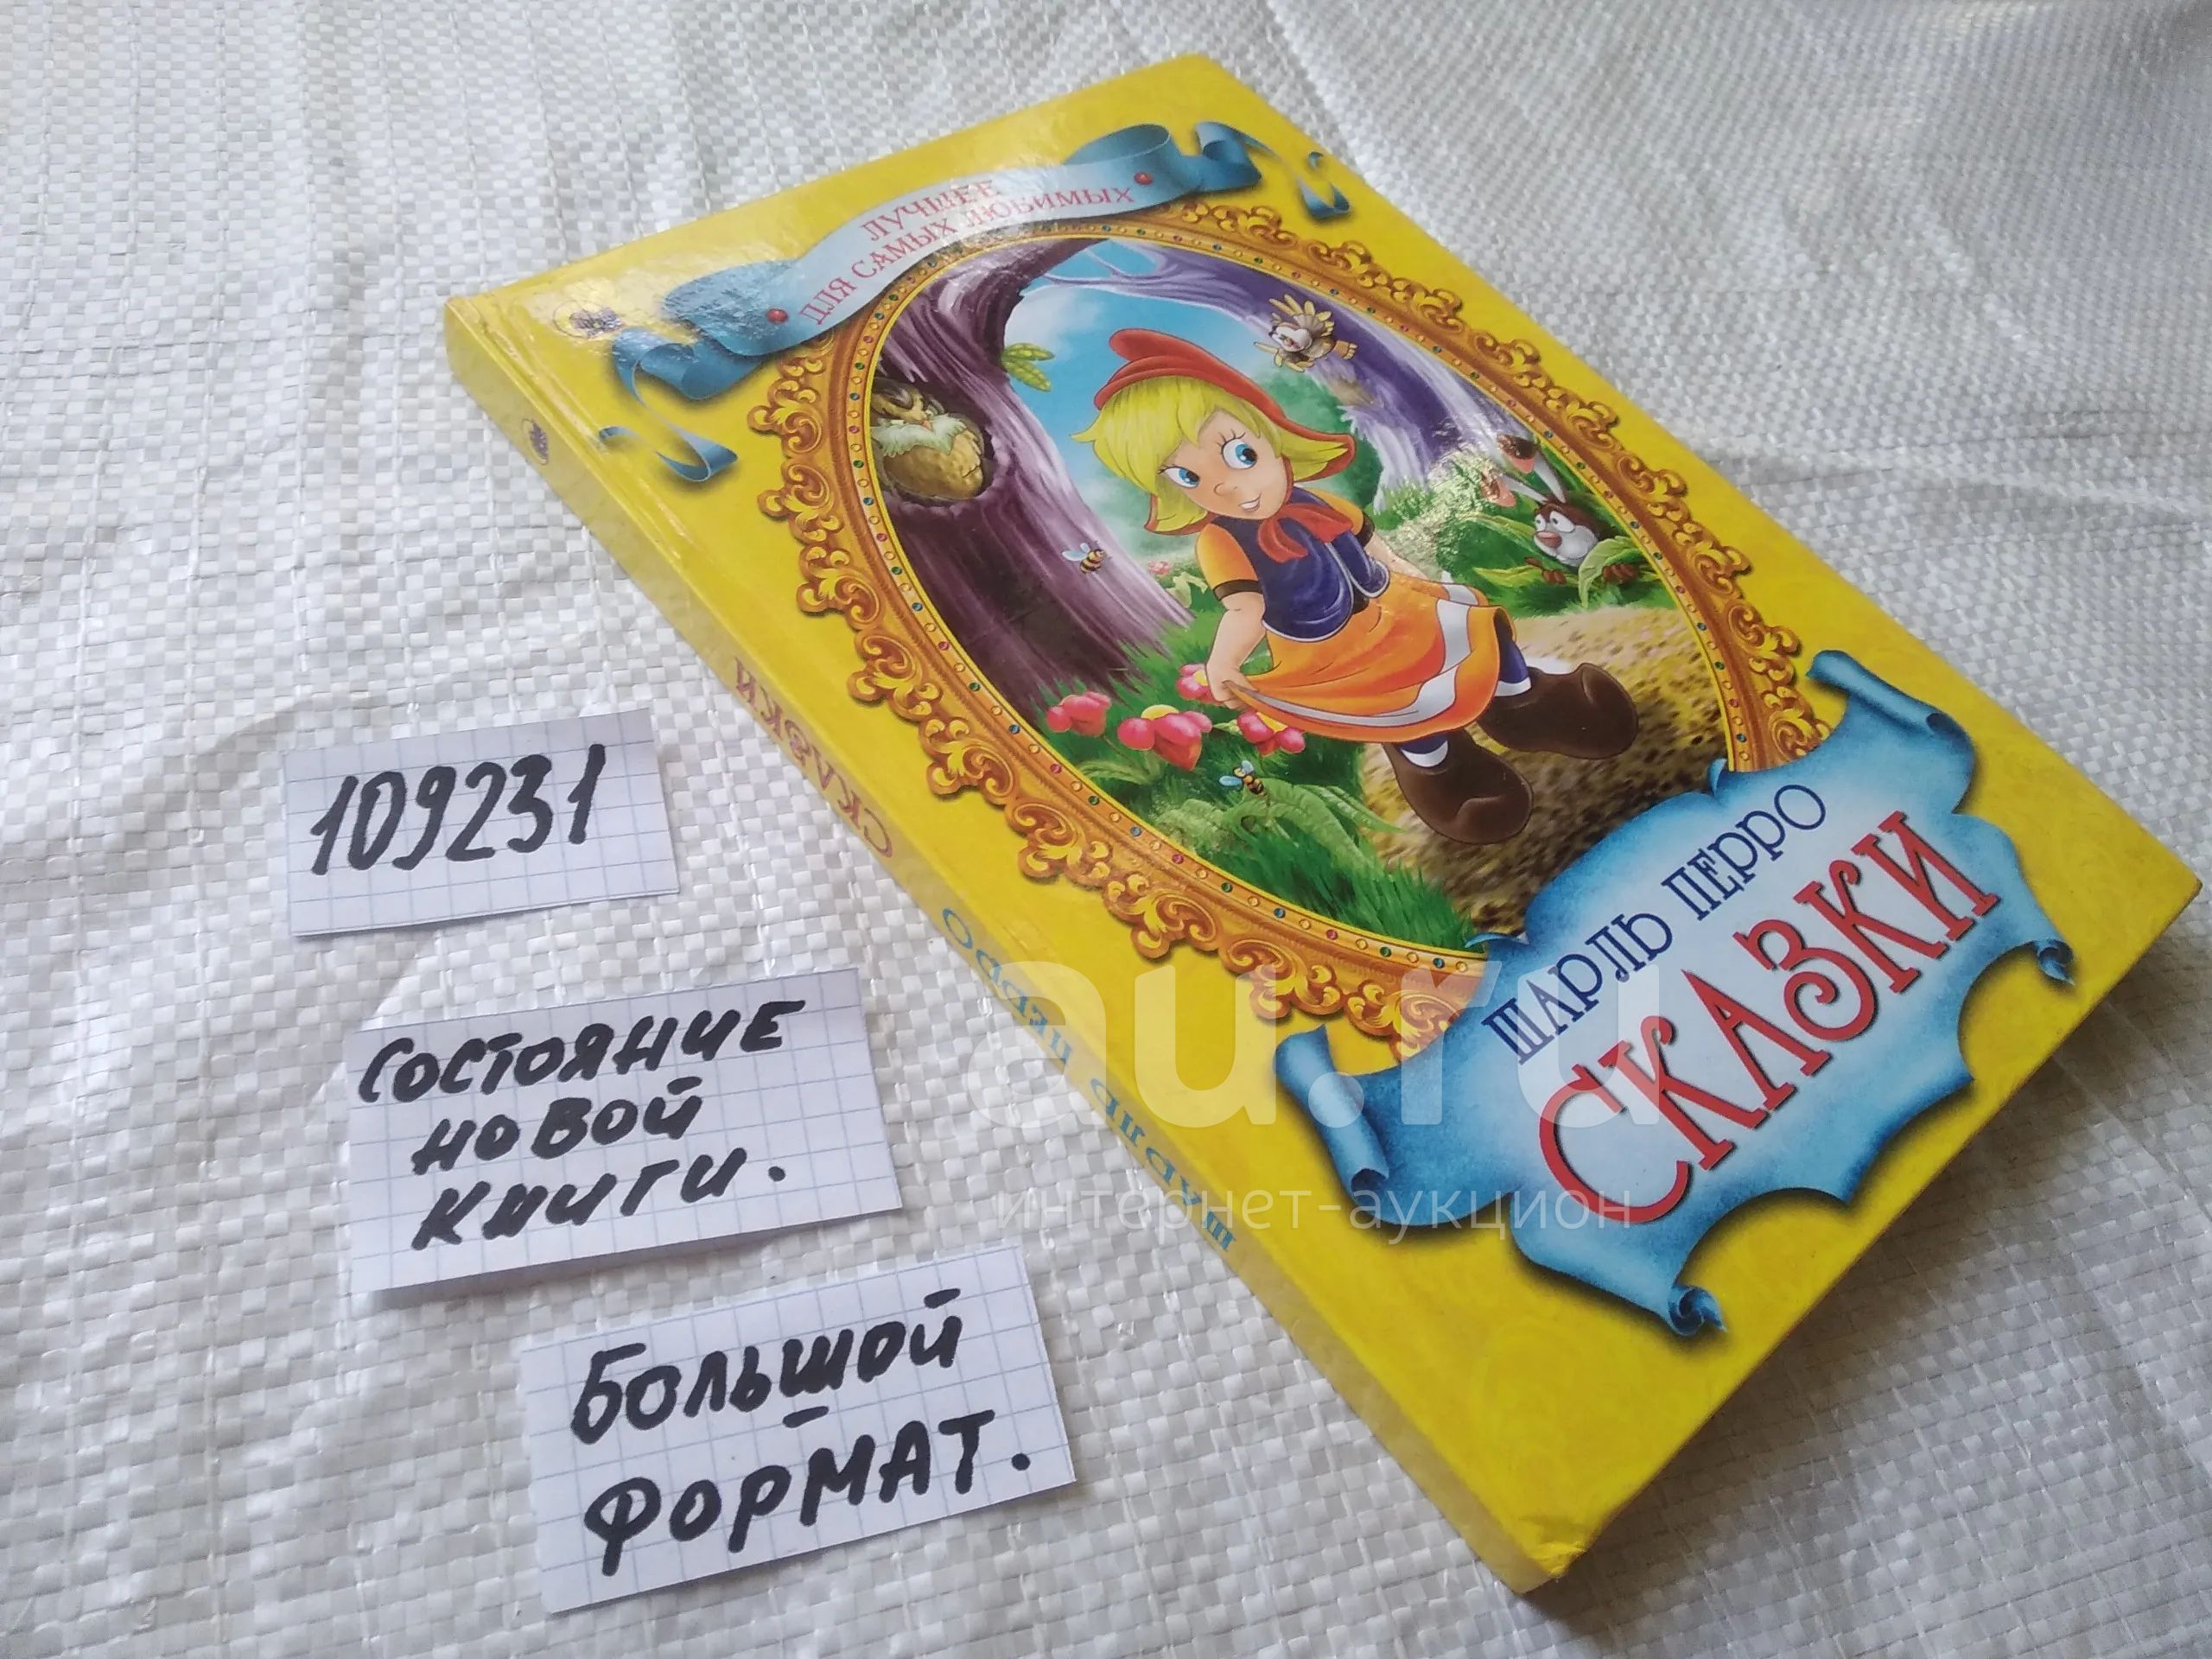 ЛУЧШЕЕ
ДЛЯ САМЫХ ЛЮБИМЫХ
ШАРЛЬ ПЕРРО
СКАЗКИ
ШАРЛЬ ПЕРРО СКАЗКИ
109231
СОСТОЯНИЕ
НОВОЙ
КНИГИ.
БОЛЬШОЙ
ФОРМАТ.
au.ru
интернет-аукцион